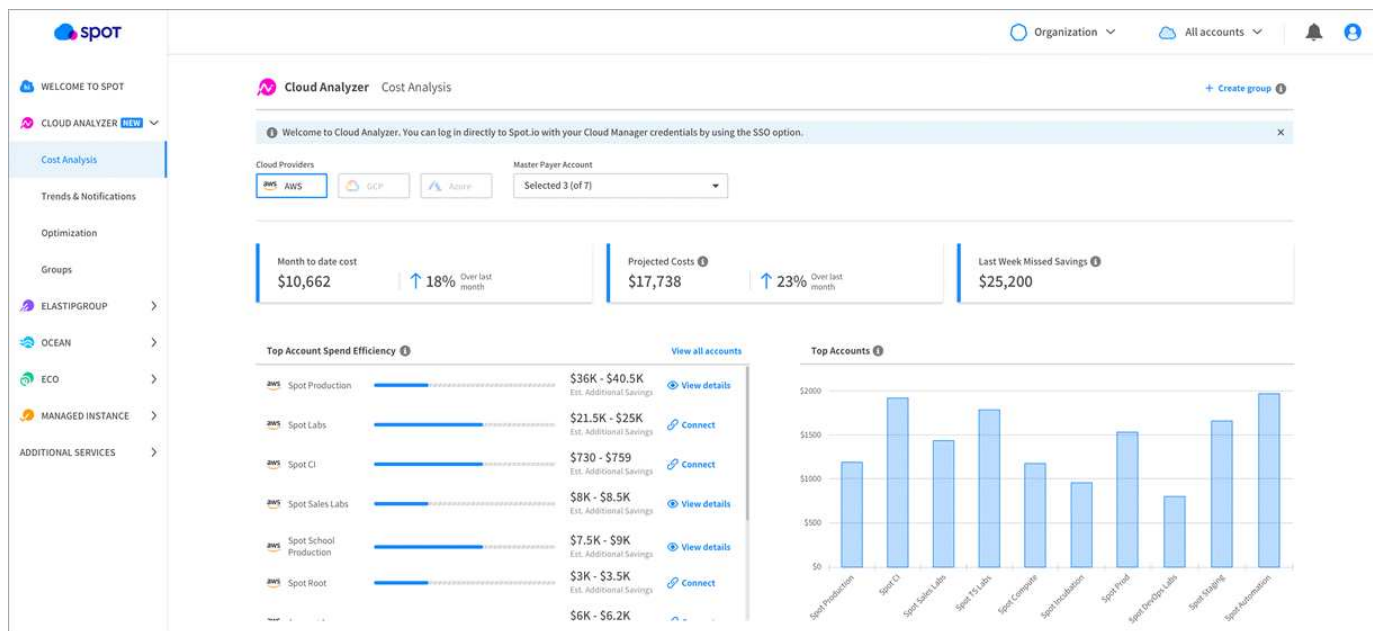 spot
Organization
All accounts
WELCOME TO SPOT
CLOUD ANALYZER NEW
Cost Analysis
Trends & Notifications
Optimization
Groups
ELASTIPGROUP
OCEAN
ECO
MANAGED INSTANCE
ADDITIONAL SERVICES
Cloud Analyzer Cost Analysis
+ Create group
Welcome to Cloud Analyzer. You can log in directly to Spot.io with your Cloud Manager credentials by using the SSO option.
Cloud Providers
Master Payer Account
aws AWS
GCP
Azure
Selected 3 (of 7)
Month to date cost
$10,662
18% Over last month
Projected Costs
$17,738
23% Over last month
Last Week Missed Savings
$25,200
Top Account Spend Efficiency
View all accounts
aws Spot Production $36K - $40.5K
Est. Additional Savings
View details
aws Spot Labs $21.5K - $25K
Est. Additional Savings
Connect
aws Spot CI $730 - $759
Est. Additional Savings
Connect
aws Spot Sales Labs $8K - $8.5K
Est. Additional Savings
View details
aws Spot School Production $7.5K - $9K
Est. Additional Savings
View details
aws Spot Root $3K - $3.5K
Est. Additional Savings
Connect
$6K - $6.2K
Top Accounts
$2000
$1500
$1000
$500
$0
Spot Production
Spot CI
Spot Sales Labs
Spot TS Labs
Spot Compute
Spot Incubation
Spot Prod
Spot DevOps Labs
Spot Staging
Spot Automation